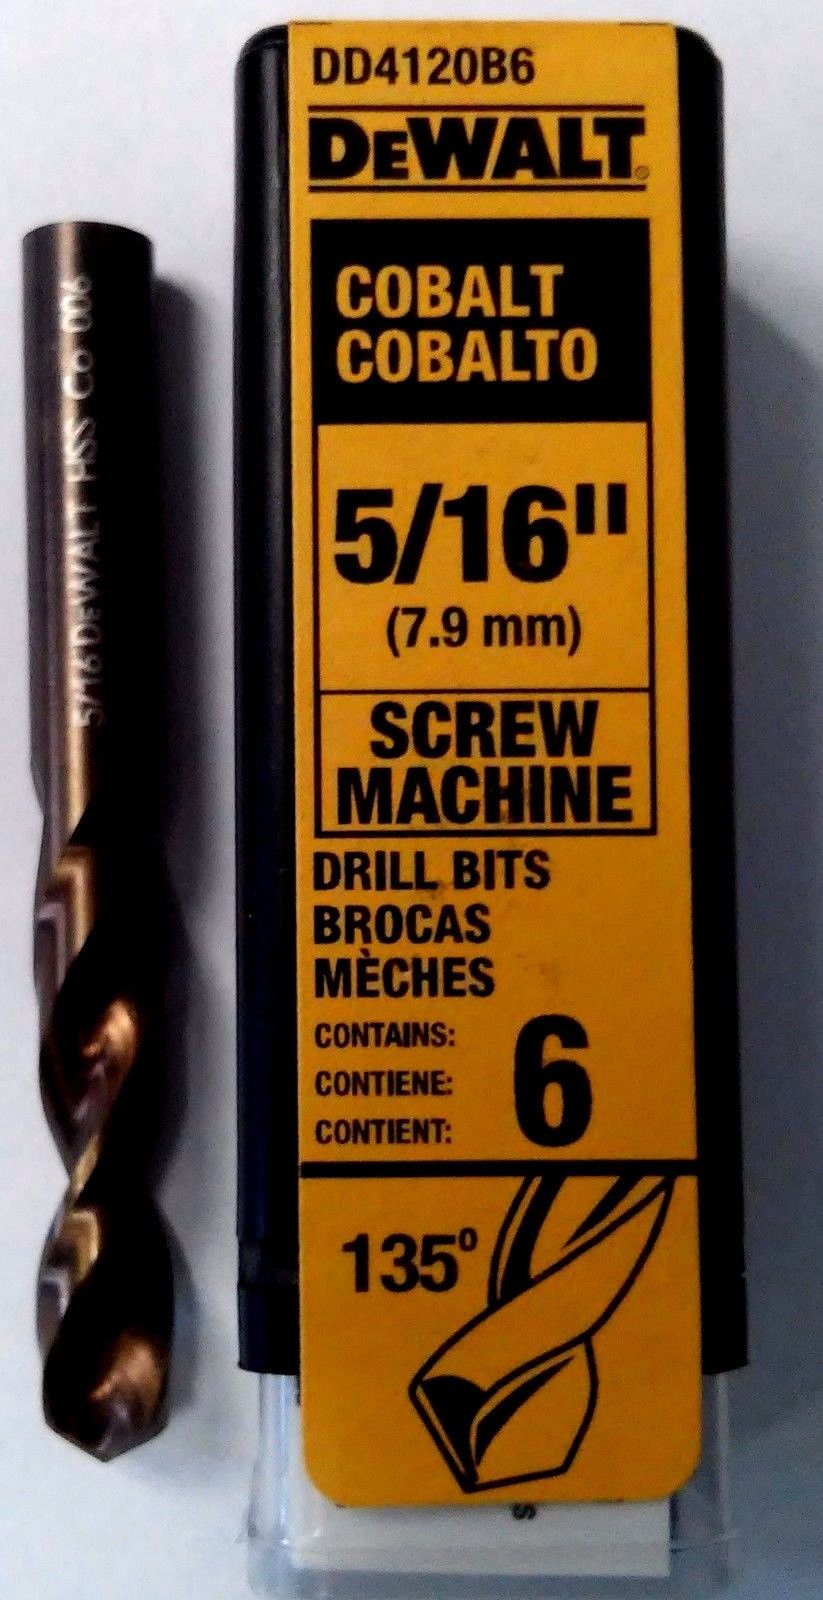 DD4120B6
DEWALT®
COBALT
COBALTO
5/16"
(7.9 mm)
SCREW
MACHINE
DRILL BITS
BROCAS
MÈCHES
CONTAINS:
CONTIENE:
CONTIENT:
6
135°
5/16 DEWALT HSS Co 006